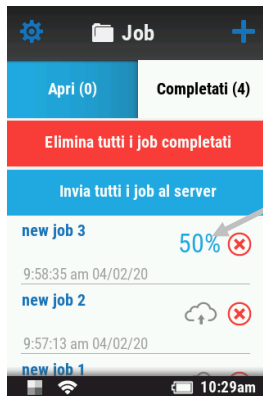 Job
Apri (0)
Completati (4)
Elimina tutti i job completati
Invia tutti i job al server
new job 3
50%
9:58:35 am 04/02/20
new job 2
9:57:13 am 04/02/20
new job 1
10:29am